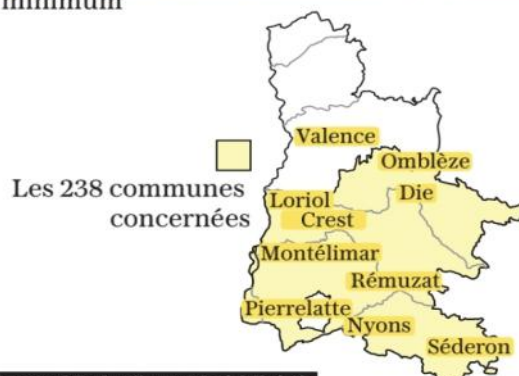 minimum
Valence
Omblèze
Les 238 communes
concernées
Loriol
Die
Crest
Montélimar
Rémuzat
Pierrelatte
Nyons
Séderon